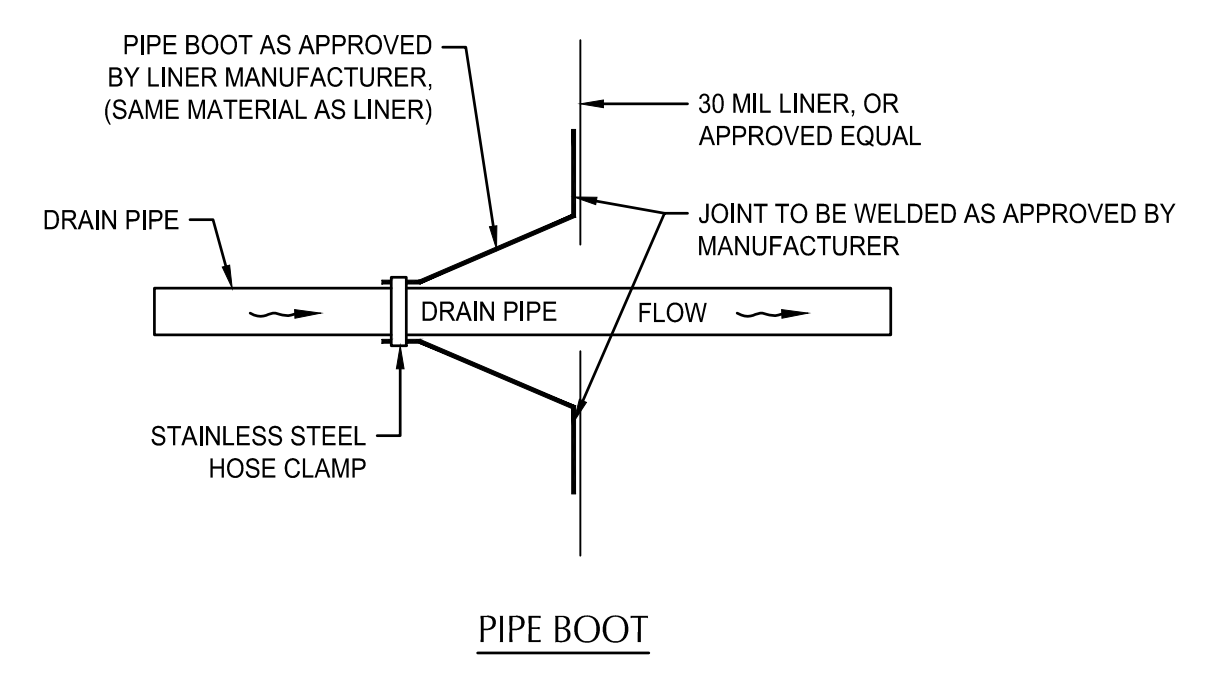 PIPE BOOT AS APPROVED
BY LINER MANUFACTURER,
(SAME MATERIAL AS LINER)
30 MIL LINER, OR
APPROVED EQUAL
DRAIN PIPE
JOINT TO BE WELDED AS APPROVED BY
MANUFACTURER
DRAIN PIPE
FLOW
STAINLESS STEEL
HOSE CLAMP
PIPE BOOT